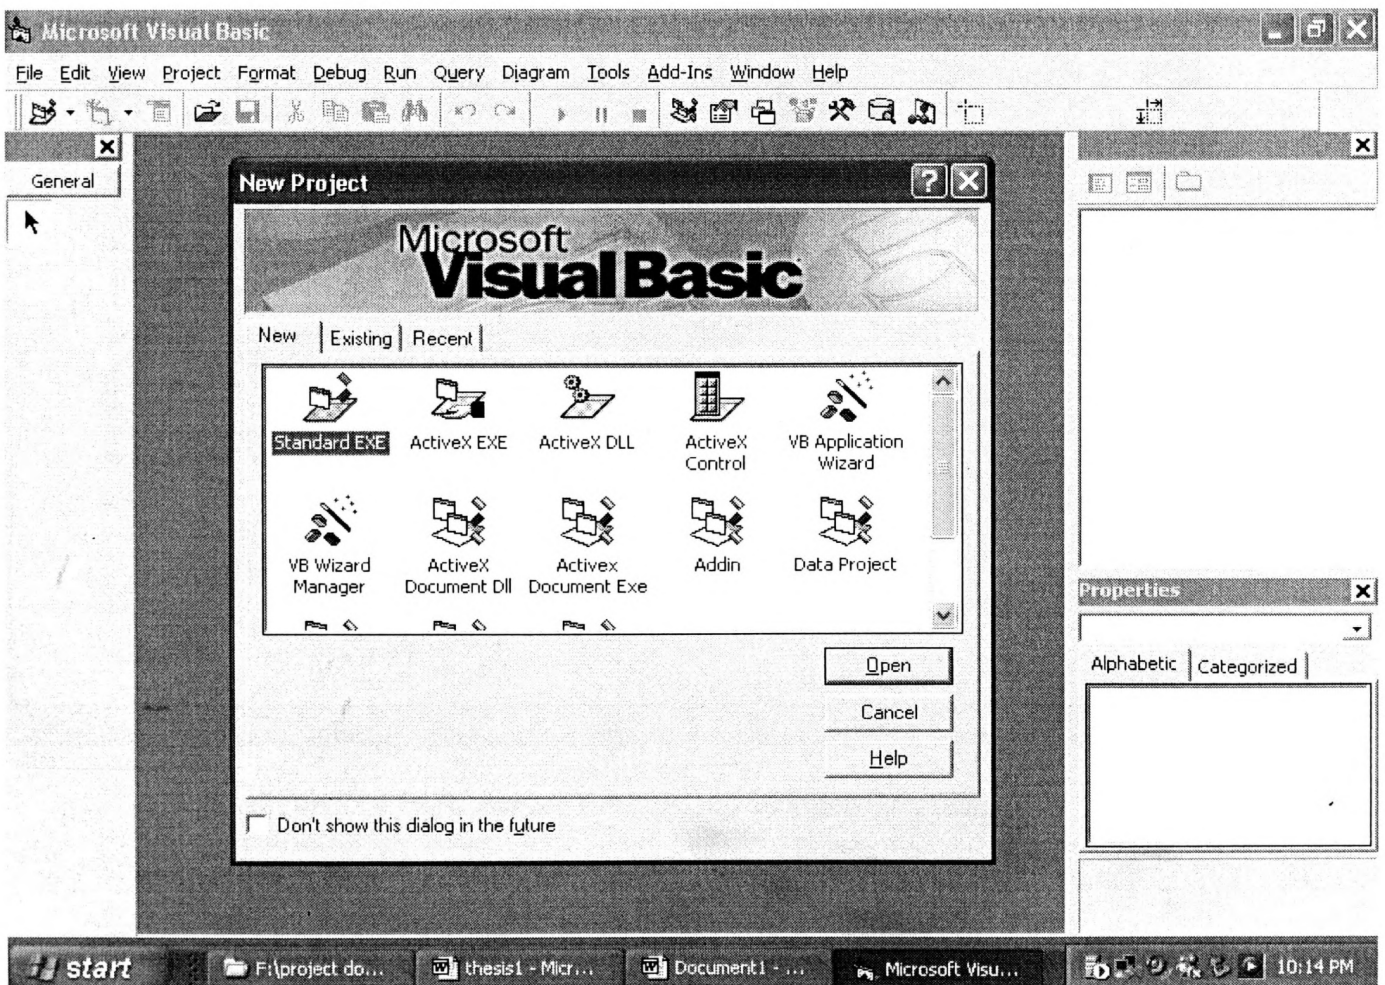 Microsoft Visual Basic
File Edit View Project Format Debug Run Query Diagram Tools Add-Ins Window Help
General
New Project
Microsoft
Visual Basic
New Existing Recent
Standard EXE ActiveX EXE ActiveX DLL ActiveX Control VB Application Wizard
VB Wizard Manager ActiveX Document Dll Activex Document Exe Addin Data Project
Open
Cancel
Help
Don't show this dialog in the future
Properties
Alphabetic Categorized
start F:\project do... thesis1 - Micr... Document1 - ... Microsoft Visu... 10:14 PM